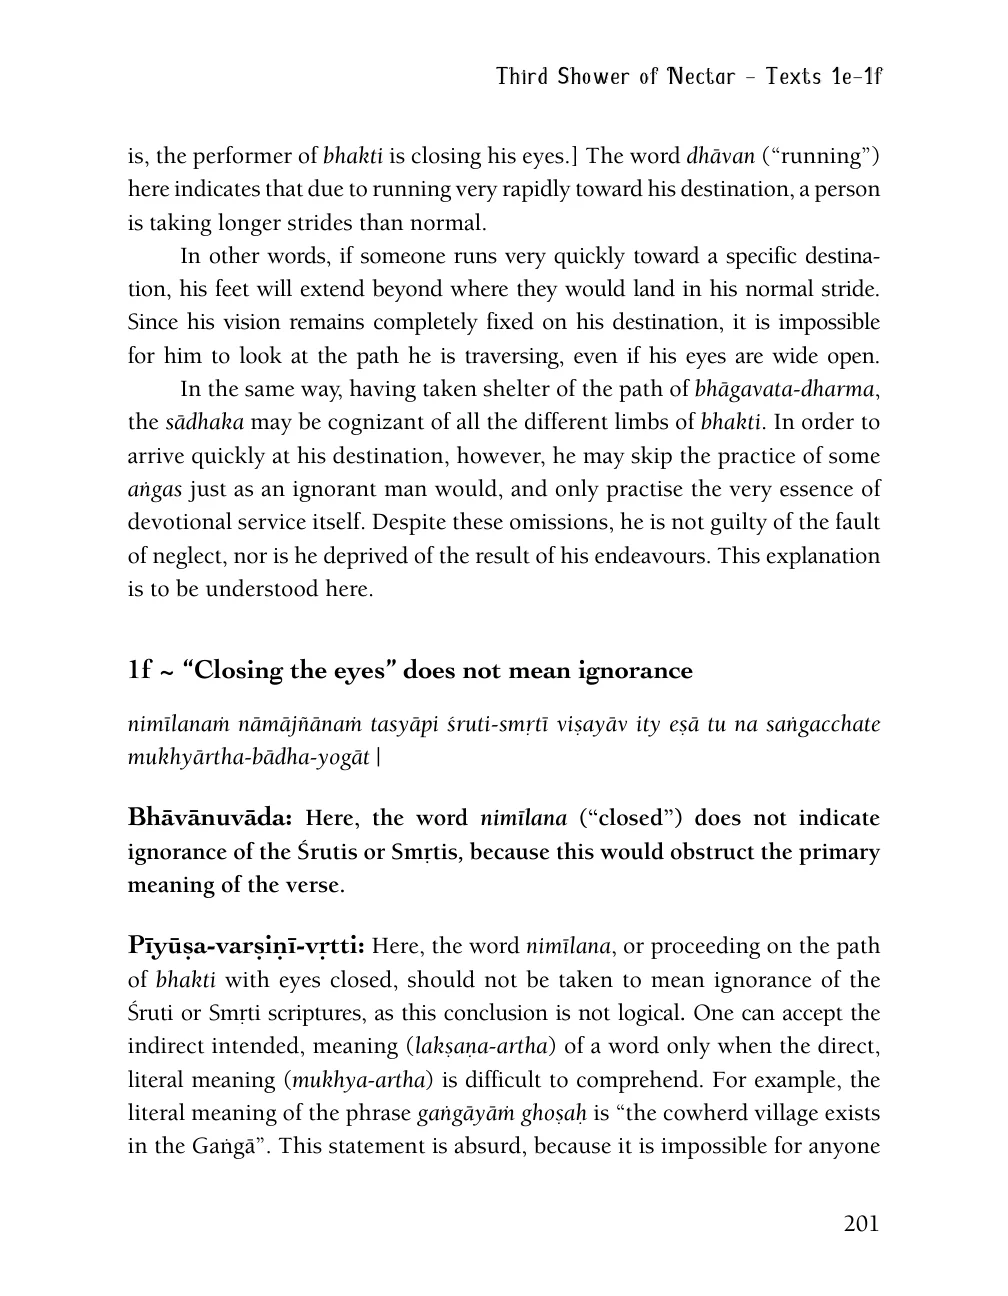 Third Shower of Nectar – Texts 1e–1f
is, the performer of bhakti is closing his eyes.] The word dhāvan (“running”)
here indicates that due to running very rapidly toward his destination, a person
is taking longer strides than normal.
In other words, if someone runs very quickly toward a specific destina-
tion, his feet will extend beyond where they would land in his normal stride.
Since his vision remains completely fixed on his destination, it is impossible
for him to look at the path he is traversing, even if his eyes are wide open.
In the same way, having taken shelter of the path of bhāgavata-dharma,
the sādhaka may be cognizant of all the different limbs of bhakti. In order to
arrive quickly at his destination, however, he may skip the practice of some
aṅgas just as an ignorant man would, and only practise the very essence of
devotional service itself. Despite these omissions, he is not guilty of the fault
of neglect, nor is he deprived of the result of his endeavours. This explanation
is to be understood here.
1f ~ “Closing the eyes” does not mean ignorance
nimīlanaṁ nāmājñānaṁ tasyāpi śruti-smṛtī viṣayāv ity eṣā tu na saṅgacchate
mukhyārtha-bādha-yogāt |
Bhāvānuvāda: Here, the word nimīlana (“closed”) does not indicate
ignorance of the Śrutis or Smṛtis, because this would obstruct the primary
meaning of the verse.
Pīyūṣa-varṣiṇī-vṛtti: Here, the word nimīlana, or proceeding on the path
of bhakti with eyes closed, should not be taken to mean ignorance of the
Śruti or Smṛti scriptures, as this conclusion is not logical. One can accept the
indirect intended, meaning (lakṣaṇa-artha) of a word only when the direct,
literal meaning (mukhya-artha) is difficult to comprehend. For example, the
literal meaning of the phrase gaṅgāyāṁ ghoṣaḥ is “the cowherd village exists
in the Gaṅgā”. This statement is absurd, because it is impossible for anyone
201